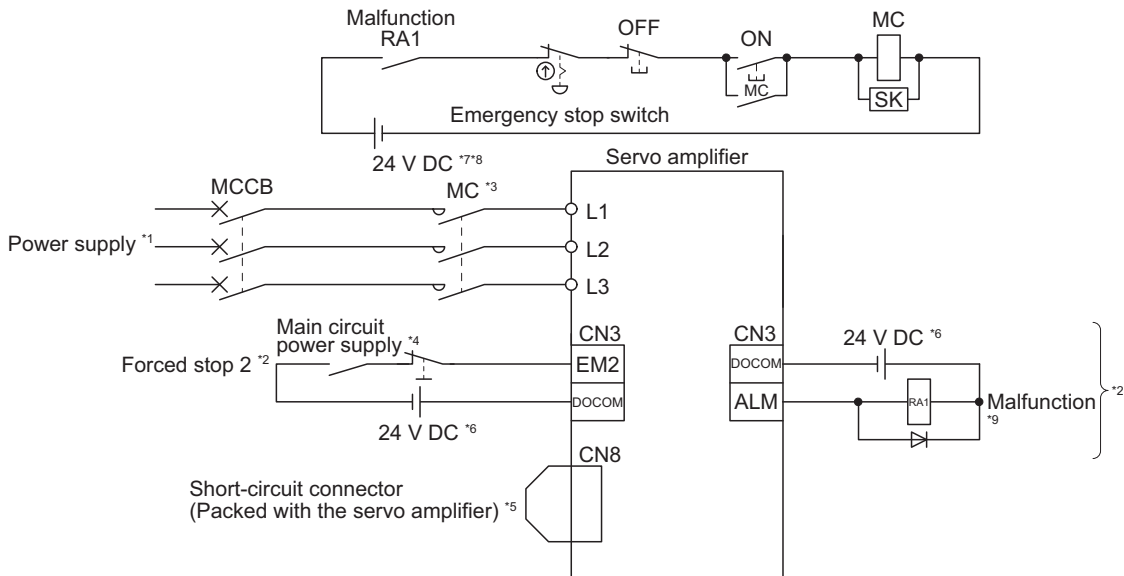 Malfunction
RA1
OFF
ON
MC
MC
SK
Emergency stop switch
24 V DC *7*8
Servo amplifier
MCCB
MC *3
L1
Power supply *1
L2
L3
Main circuit
power supply *4
CN3
CN3
24 V DC *6
Forced stop 2 *2
EM2
DOCOM
*2
DOCOM
ALM
RA1
Malfunction
*9
24 V DC *6
CN8
Short-circuit connector
(Packed with the servo amplifier) *5